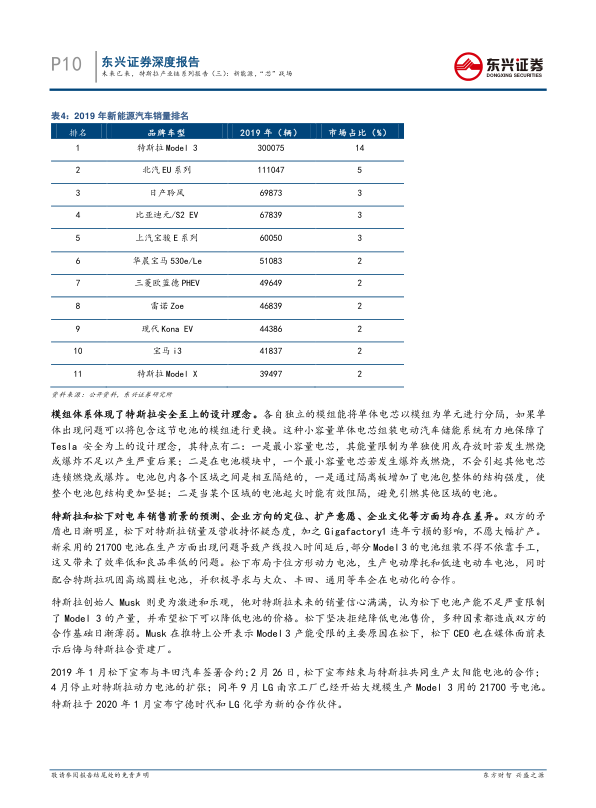 P10
东兴证券深度报告
未来已来，特斯拉产业链系列报告（三）：新能源，“芯”战场
东兴证券
DONGXING SECURITIES
表4：2019 年新能源汽车销量排名
排名 品牌车型 2019 年（辆） 市场占比（%）
1 特斯拉 Model 3 300075 14
2 北汽 EU 系列 111047 5
3 日产聆风 69873 3
4 比亚迪元/S2 EV 67839 3
5 上汽宝骏 E 系列 60050 3
6 华晨宝马 530e/Le 51083 2
7 三菱欧蓝德 PHEV 49649 2
8 雷诺 Zoe 46839 2
9 现代 Kona EV 44386 2
10 宝马 i3 41837 2
11 特斯拉 Model X 39497 2
资料来源：公开资料，东兴证券研究所
模组体系体现了特斯拉安全至上的设计理念。各自独立的模组能将单体电芯以模组为单元进行分隔，如果单
体出现问题可以将包含这节电池的模组进行更换。这种小容量单体电芯组装电动汽车储能系统有力地保障了
Tesla 安全为上的设计理念，其特点有二：一是最小容量电芯，其能量限制为单独使用或存放时若发生燃烧
或爆炸不足以产生严重后果；二是在电池模块中，一个最小容量电芯若发生爆炸或燃烧，不会引起其他电芯
连锁燃烧或爆炸。电池包内各个区域之间是相互隔绝的，一是通过隔离板增加了电池包整体的结构强度，使
整个电池包结构更加坚挺；二是当某个区域的电池起火时能有效阻隔，避免引燃其他区域的电池。
特斯拉和松下对电车销售前景的预测、企业方向的定位、扩产意愿、企业文化等方面均存在差异。双方的矛
盾也日渐明显，松下对特斯拉销量及营收持怀疑态度，加之 Gigafactory1 连年亏损的影响，不愿大幅扩产。
新采用的 21700 电池在生产方面出现问题导致产线投入时间延后，部分 Model 3 的电池组装不得不依靠手工，
这又带来了效率低和良品率低的问题。松下布局卡位方形动力电池，生产电动摩托和低速电动车电池，同时
配合特斯拉巩固高端圆柱电池，并积极寻求与大众、丰田、通用等车企在电动化的合作。
特斯拉创始人 Musk 则更为激进和乐观，他对特斯拉未来的销量信心满满，认为松下电池产能不足严重限制
了 Model 3 的产量，并希望松下可以降低电池的价格。松下坚决拒绝降低电池售价，多种因素都造成双方的
合作基础日渐薄弱。Musk 在推特上公开表示 Model 3 产能受限的主要原因在松下，松下 CEO 也在媒体面前表
示后悔与特斯拉合资建厂。
2019 年 1 月松下宣布与丰田汽车签署合约；2 月 26 日，松下宣布结束与特斯拉共同生产太阳能电池的合作；
4 月停止对特斯拉动力电池的扩张；同年 9 月 LG 南京工厂已经开始大规模生产 Model 3 用的 21700 号电池。
特斯拉于 2020 年 1 月宣布宁德时代和 LG 化学为新的合作伙伴。
敬请参阅报告结尾处的免责声明
东方财智 兴盛之源